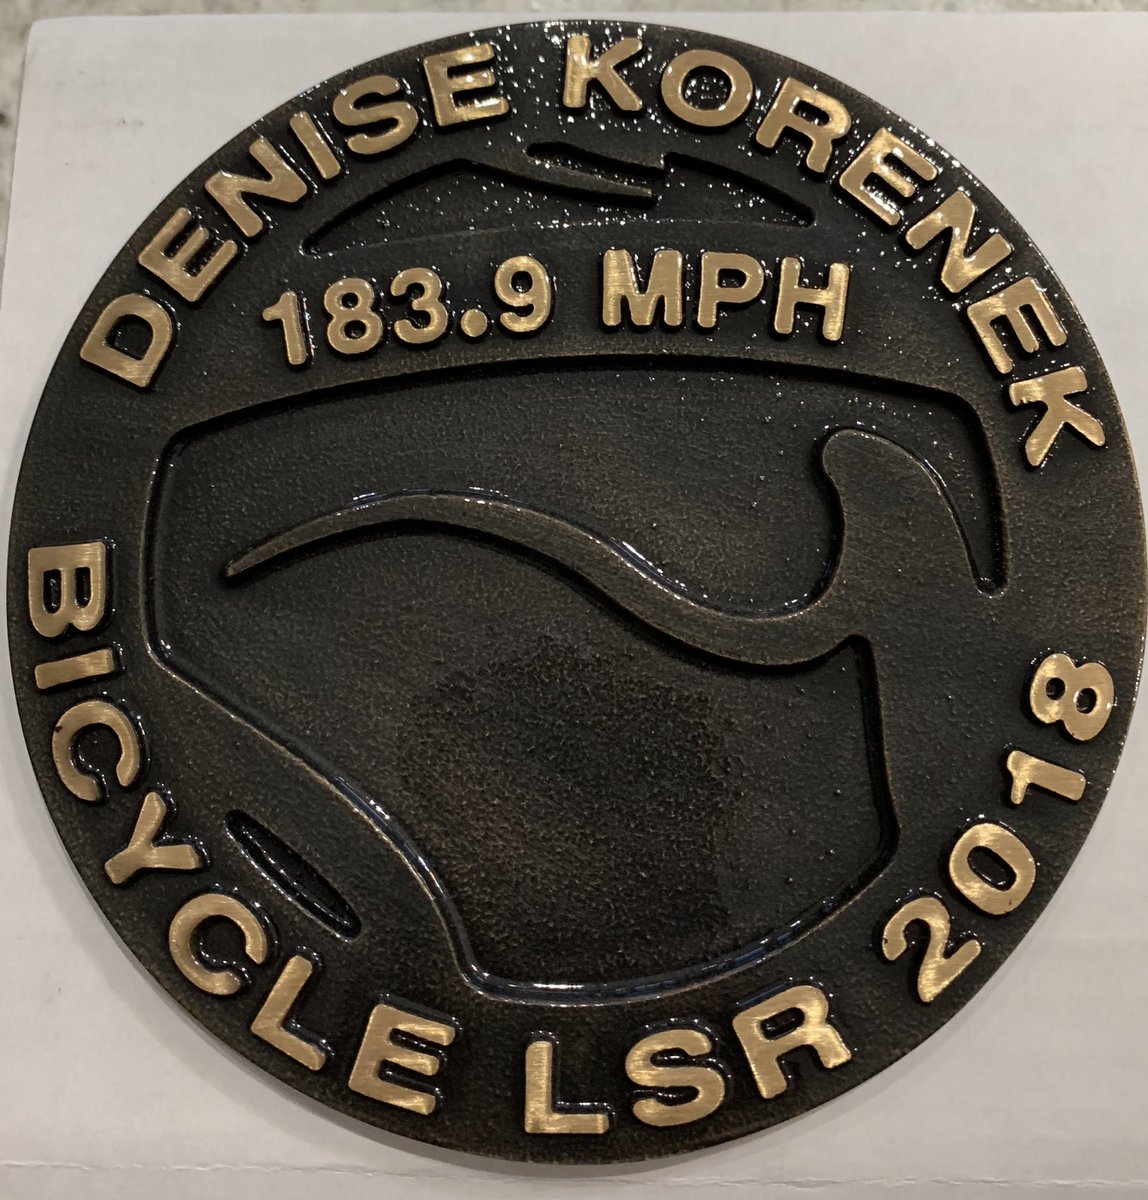 DENISE KORENEK
183.9 MPH
BICYCLE LSR 2018